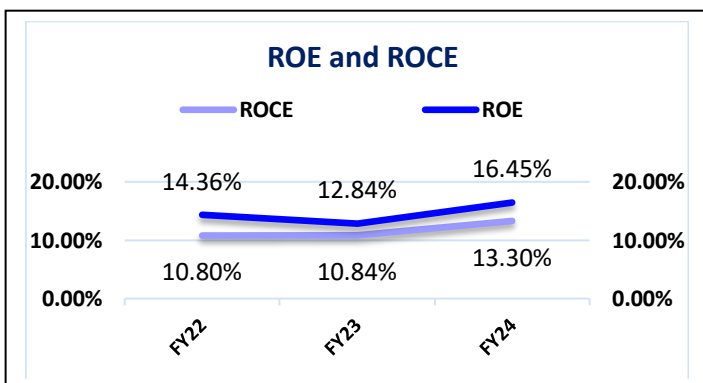 ROE and ROCE
ROCE ROE
20.00% 14.36% 12.84% 16.45% 20.00%
10.00% 10.00%
10.80% 10.84% 13.30%
0.00% 0.00%
FY22 FY23 FY24